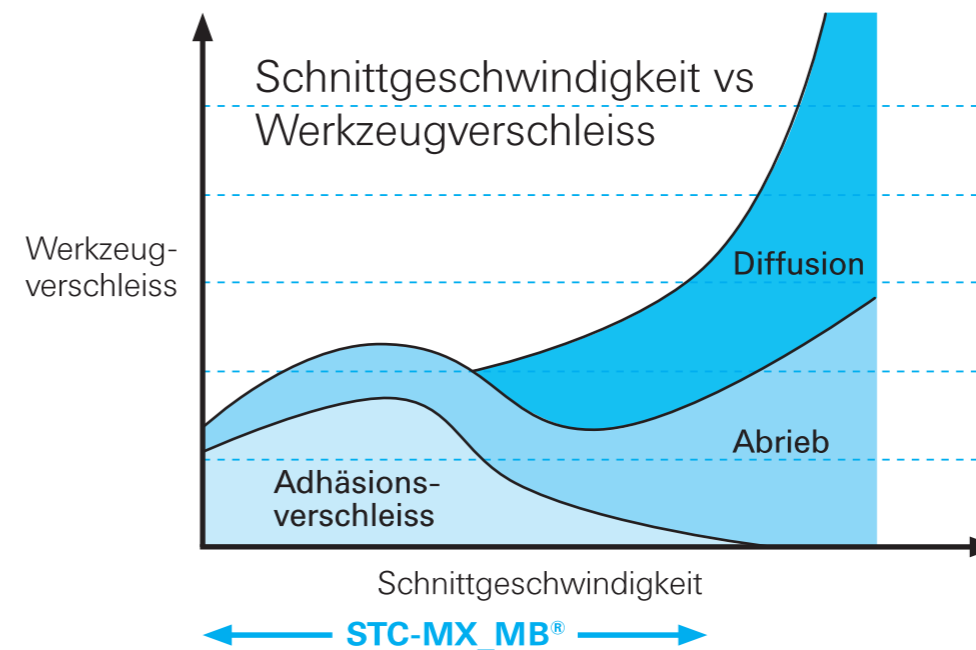 Schnittgeschwindigkeit vs
Werkzeugverschleiss
Werkzeug-
verschleiss
Diffusion
Abrieb
Adhäsions-
verschleiss
Schnittgeschwindigkeit
STC-MX_MB®